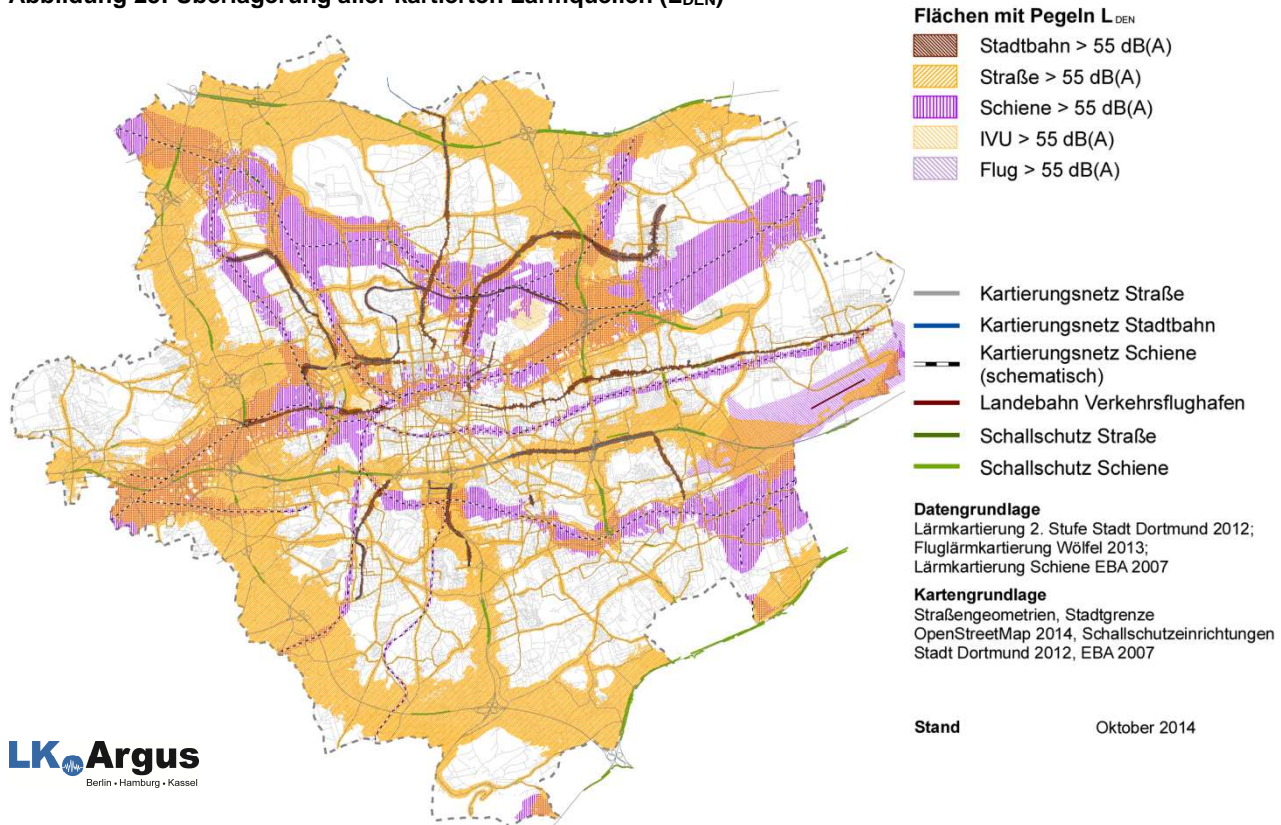 Flächen mit Pegeln LDEN
Stadtbahn > 55 dB(A)
Straße > 55 dB(A)
Schiene > 55 dB(A)
IVU > 55 dB(A)
Flug > 55 dB(A)
Kartierungsnetz Straße
Kartierungsnetz Stadtbahn
Kartierungsnetz Schiene
(schematisch)
Landebahn Verkehrsflughafen
Schallschutz Straße
Schallschutz Schiene
Datengrundlage
Lärmkartierung 2. Stufe Stadt Dortmund 2012;
Fluglärmkartierung Wölfel 2013;
Lärmkartierung Schiene EBA 2007
Kartengrundlage
Straßengeometrien, Stadtgrenze
OpenStreetMap 2014, Schallschutzeinrichtungen
Stadt Dortmund 2012, EBA 2007
Stand Oktober 2014
LK Argus
Berlin • Hamburg • Kassel